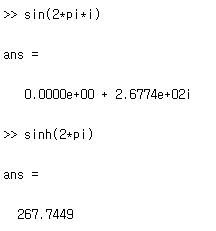 >> sin(2*pi*i)
ans =
0.0000e+00 + 2.6774e+02i
>> sinh(2*pi)
ans =
267.7449